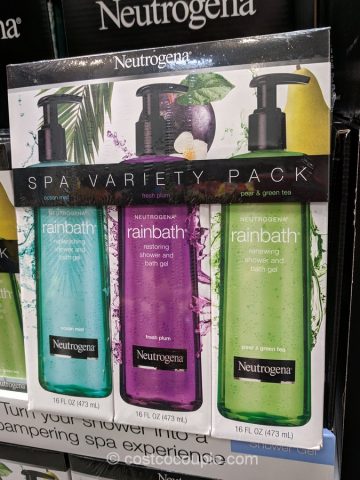 Neutrogena
Neutrogena
SPA VARIETY PACK
ocean mist
fresh plum
pear & green tea
NEUTROGENA
rainbath
replenishing
shower and
bath gel
ocean mist
Neutrogena
16 FL OZ (473 mL)
NEUTROGENA
rainbath
restoring
shower and
bath gel
fresh plum
Neutrogena
16 FL OZ (473 mL)
NEUTROGENA
rainbath
renewing
shower and
bath gel
pear & green tea
Neutrogena
16 FL OZ (473 mL)
Turn your shower into a
pampering spa experience
Shower Gel
© costcocouple.com